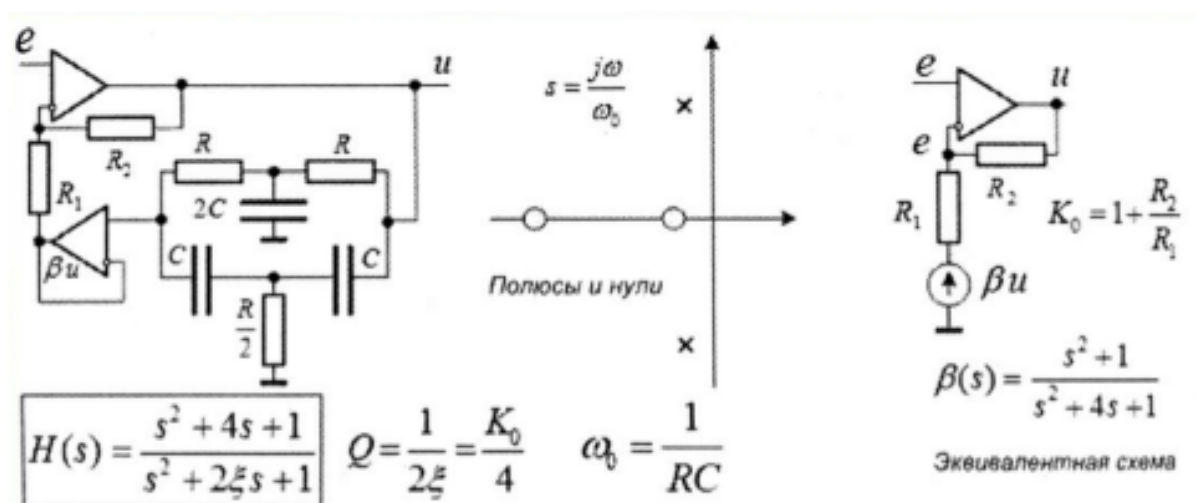 e
u
R₂
R₁
R
R
2C
βu
C
C
R/2
s = jω/ω₀
Полюсы и нули
e
u
e
R₂
R₁
K₀ = 1 + R₂/R₁
βu
β(s) = (s² + 1)/(s² + 4s + 1)
Эквивалентная схема
H(s) = (s² + 4s + 1)/(s² + 2ξs + 1)
Q = 1/2ξ = K₀/4
ω₀ = 1/RC